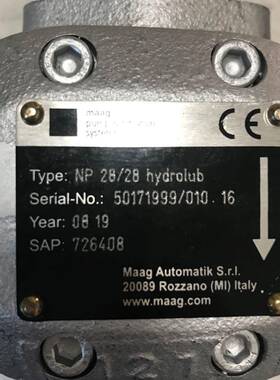 maag
pump
systems
CE
Type: NP 28/28 hydrolub
Serial-No.: 50171999/010.16
Year: 08 19
SAP: 726408
Maag Automatik S.r.l.
20089 Rozzano (MI) Italy
www.maag.com